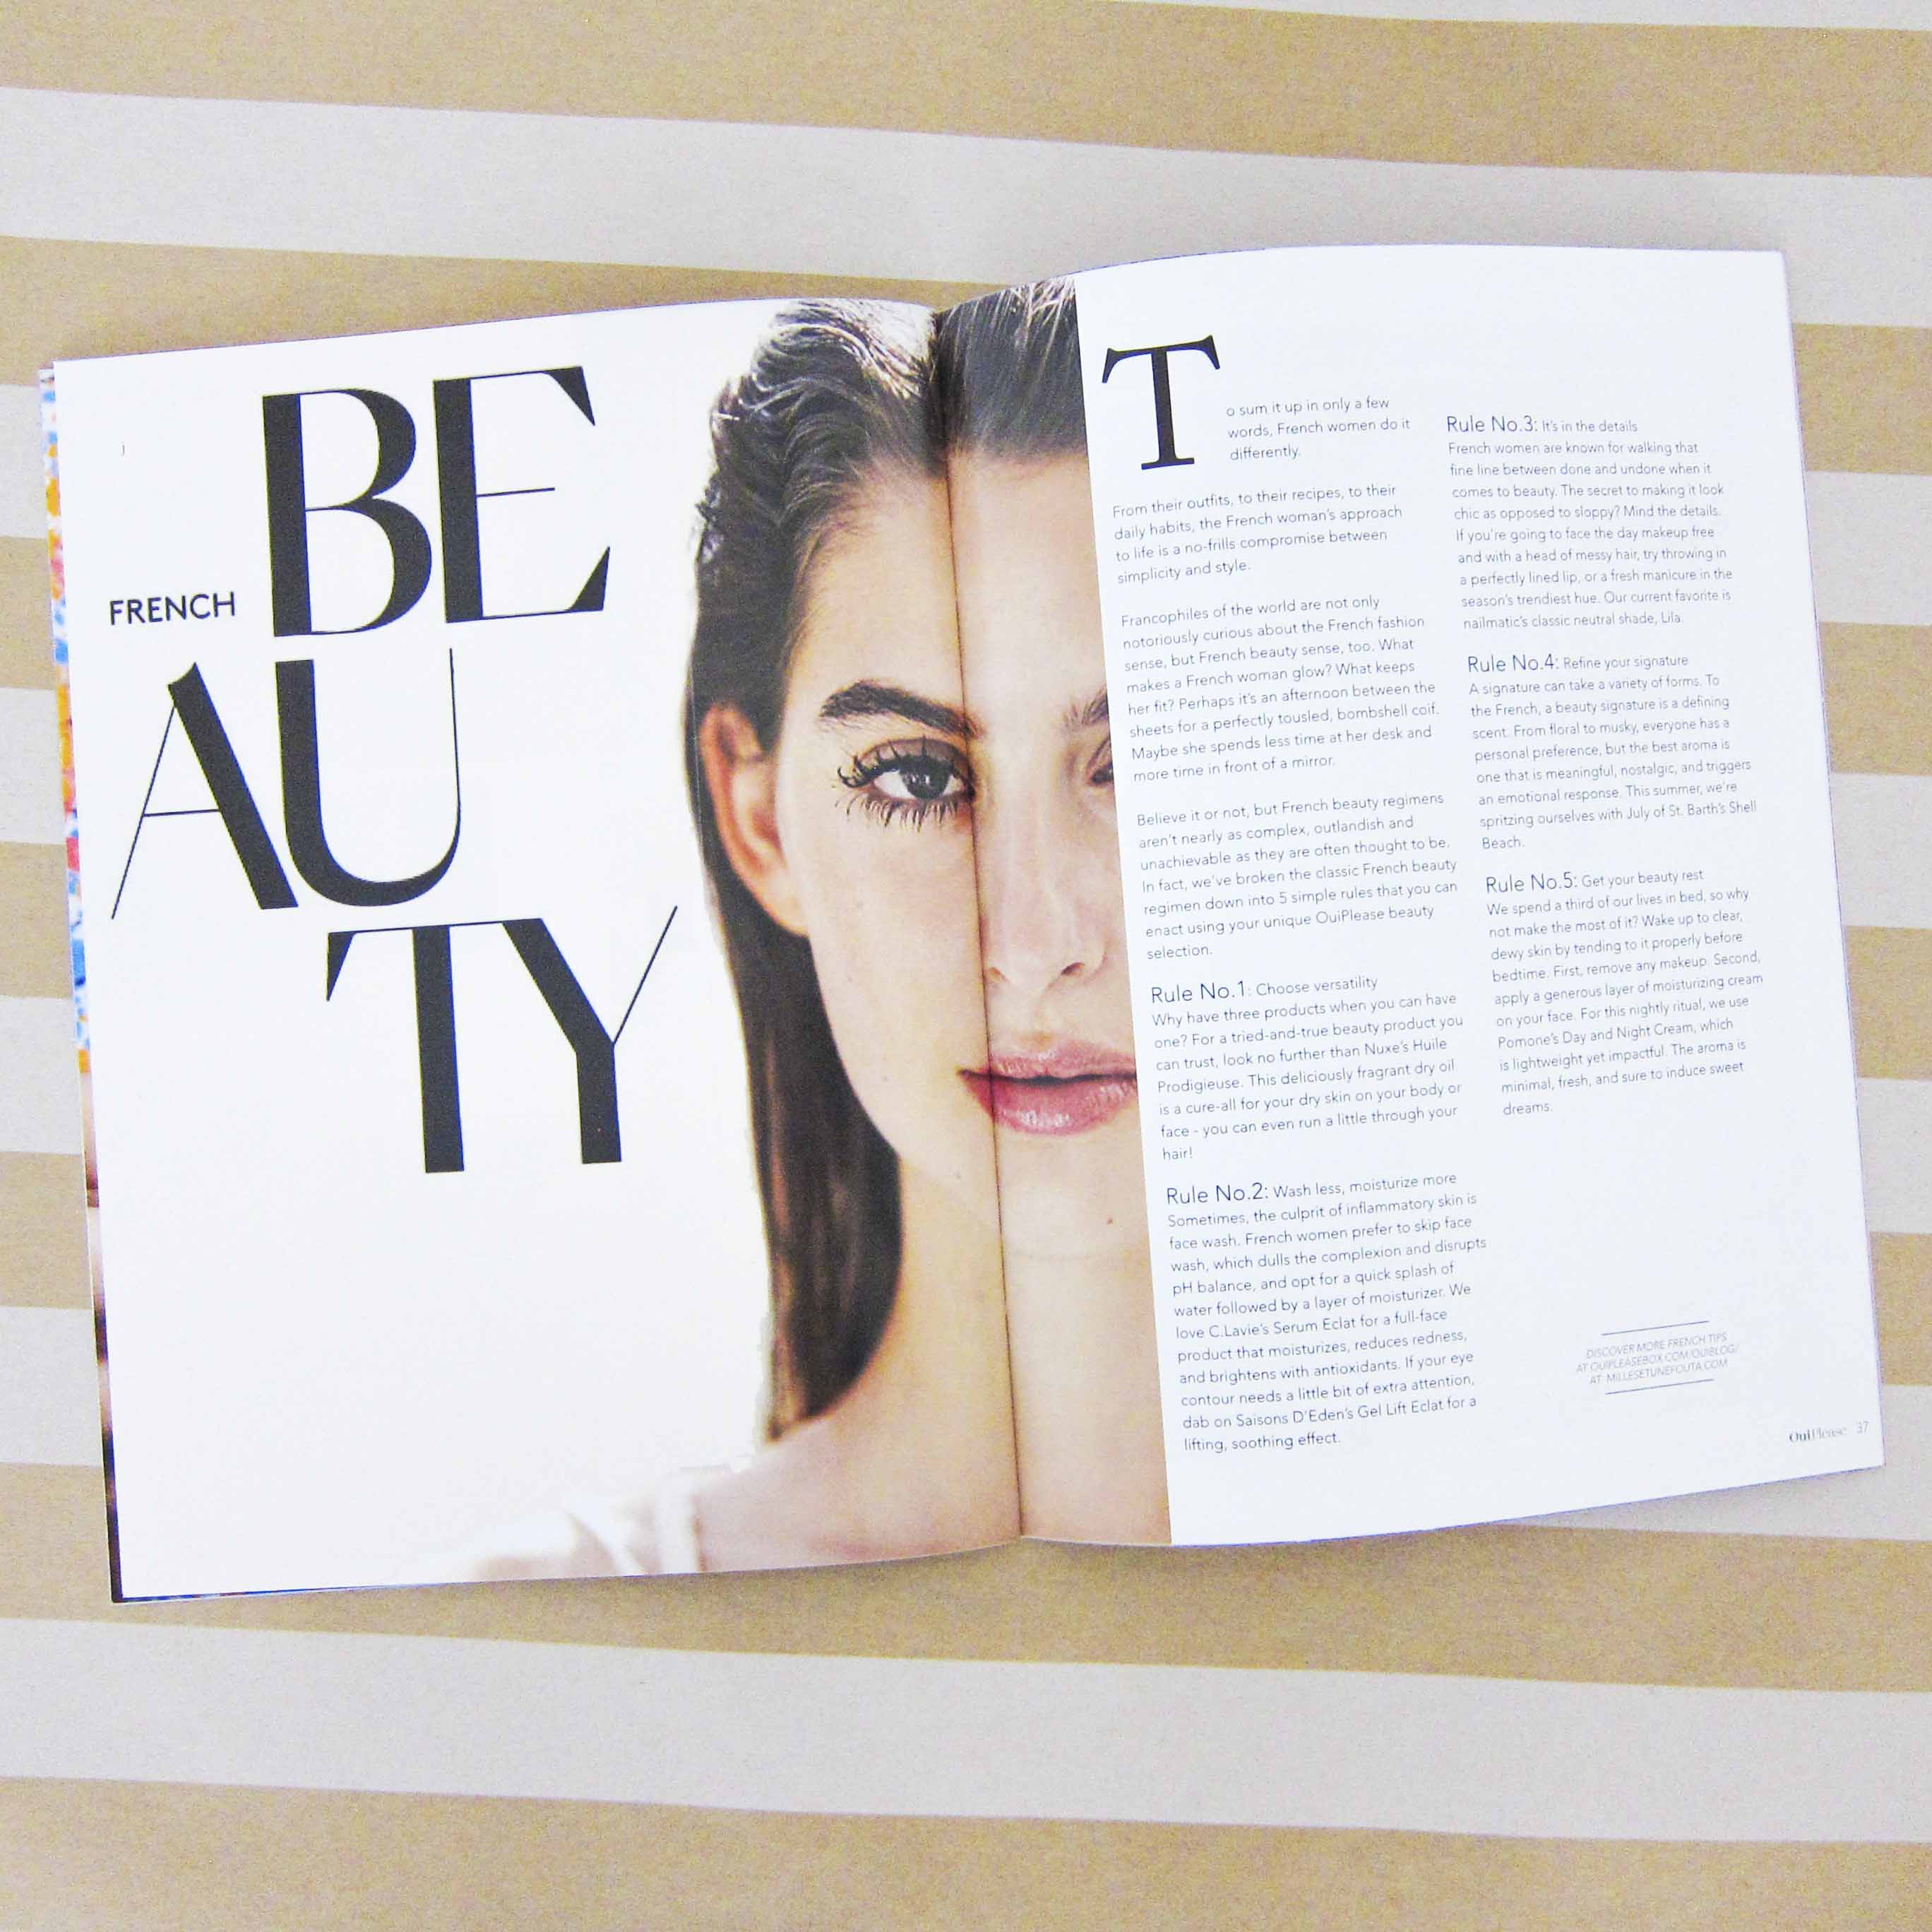 j
FRENCH
BE
AU
TY
T
o sum it up in only a few
words, French women do it
differently.
From their outfits, to their recipes, to their
daily habits, the French woman's approach
to life is a no-frills compromise between
simplicity and style.
Francophiles of the world are not only
notoriously curious about the French fashion
sense, but French beauty sense, too. What
makes a French woman glow? What keeps
her fit? Perhaps it's an afternoon between the
sheets for a perfectly tousled, bombshell coif.
Maybe she spends less time at her desk and
more time in front of a mirror.
Believe it or not, but French beauty regimens
aren't nearly as complex, outlandish and
unachievable as they are often thought to be.
In fact, we've broken the classic French beauty
regimen down into 5 simple rules that you can
enact using your unique OuiPlease beauty
selection.
Rule No.1: Choose versatility
Why have three products when you can have
one? For a tried-and-true beauty product you
can trust, look no further than Nuxe's Huile
Prodigieuse. This deliciously fragrant dry oil
is a cure-all for your dry skin on your body or
face - you can even run a little through your
hair!
Rule No.2: Wash less, moisturize more
Sometimes, the culprit of inflammatory skin is
face wash. French women prefer to skip face
wash, which dulls the complexion and disrupts
pH balance, and opt for a quick splash of
water followed by a layer of moisturizer. We
love C.Lavie's Serum Eclat for a full-face
product that moisturizes, reduces redness,
and brightens with antioxidants. If your eye
contour needs a little bit of extra attention,
dab on Saisons D'Eden's Gel Lift Eclat for a
lifting, soothing effect.
Rule No.3: It's in the details
French women are known for walking that
fine line between done and undone when it
comes to beauty. The secret to making it look
chic as opposed to sloppy? Mind the details.
If you're going to face the day makeup free
and with a head of messy hair, try throwing in
a perfectly lined lip, or a fresh manicure in the
season's trendiest hue. Our current favorite is
nailmatic's classic neutral shade, Lila.
Rule No.4: Refine your signature
A signature can take a variety of forms. To
the French, a beauty signature is a defining
scent. From floral to musky, everyone has a
personal preference, but the best aroma is
one that is meaningful, nostalgic, and triggers
an emotional response. This summer, we're
spritzing ourselves with July of St. Barth's Shell
Beach.
Rule No.5: Get your beauty rest
We spend a third of our lives in bed, so why
not make the most of it? Wake up to clear,
dewy skin by tending to it properly before
bedtime. First, remove any makeup. Second,
apply a generous layer of moisturizing cream
on your face. For this nightly ritual, we use
Pomone's Day and Night Cream, which
is lightweight yet impactful. The aroma is
minimal, fresh, and sure to induce sweet
dreams.
DISCOVER MORE FRENCH TIPS
AT OUIPLEASEBOX.COM/OUIBLOG/
AT: MILLESETUNEFOUTA.COM
OuiPlease 37